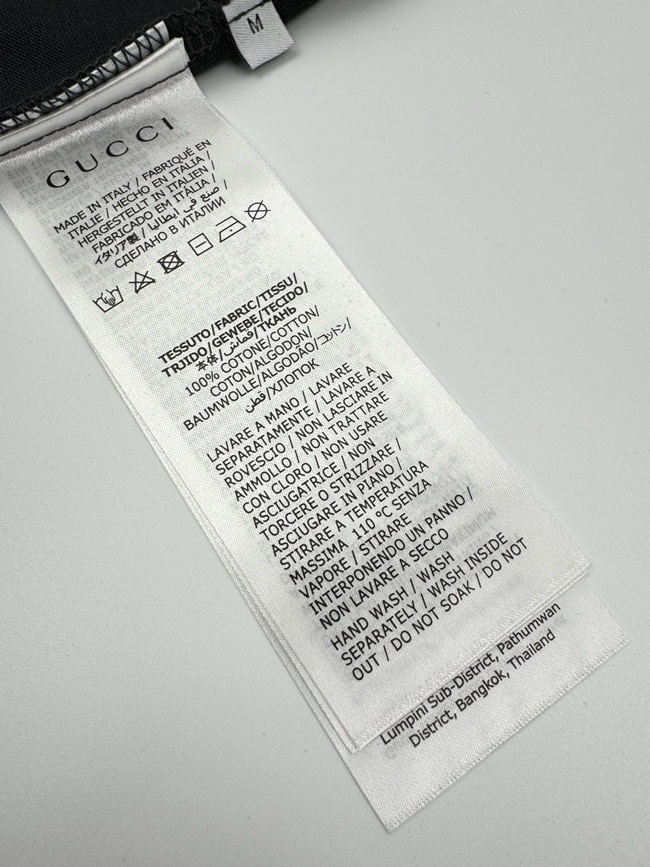 M
GUCCI
MADE IN ITALY / FABRIQUÉ EN
ITALIE / HECHO EN ITALIA /
HERGESTELLT IN ITALIEN /
FABRICADO EM ITÁLIA /
イタリア製 / صنع في ايطاليا /
СДЕЛАНО В ИТАЛИИ
TESSUTO/FABRIC/TISSU/
TRJIDO/GEWEBE/TECIDO/
本体/قماش/ТКАНЬ
100% COTONE/COTTON/
COTON/ALGODON/
BAUMWOLLE/ALGODÃO/コットン/
قطن/ХЛОПОК
LAVARE A MANO / LAVARE
SEPARATAMENTE / LAVARE A
ROVESCIO / NON LASCIARE IN
AMMOLLO / NON TRATTARE
CON CLORO / NON USARE
ASCIUGATRICE / NON
TORCERE O STRIZZARE /
ASCIUGARE IN PIANO /
STIRARE A TEMPERATURA
MASSIMA 110 °C SENZA
VAPORE / STIRARE
INTERPONENDO UN PANNO /
NON LAVARE A SECCO
HAND WASH / WASH
SEPARATELY / WASH INSIDE
OUT / DO NOT SOAK / DO NOT
Lumpini Sub-District, Pathumwan
District, Bangkok, Thailand